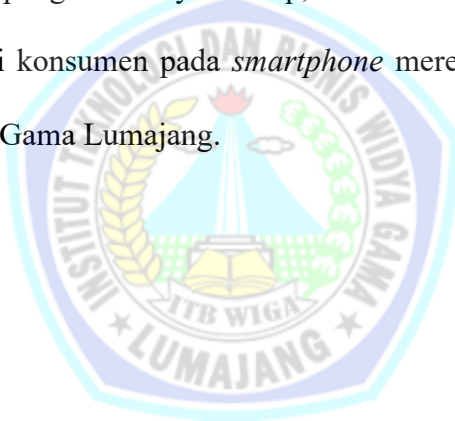 i konsumen pada smartphone mere
Gama Lumajang.
INSTITUT TEKNOLOGI DAN BISNIS WIDYA GAMA
ITB WIGA
LUMAJANG